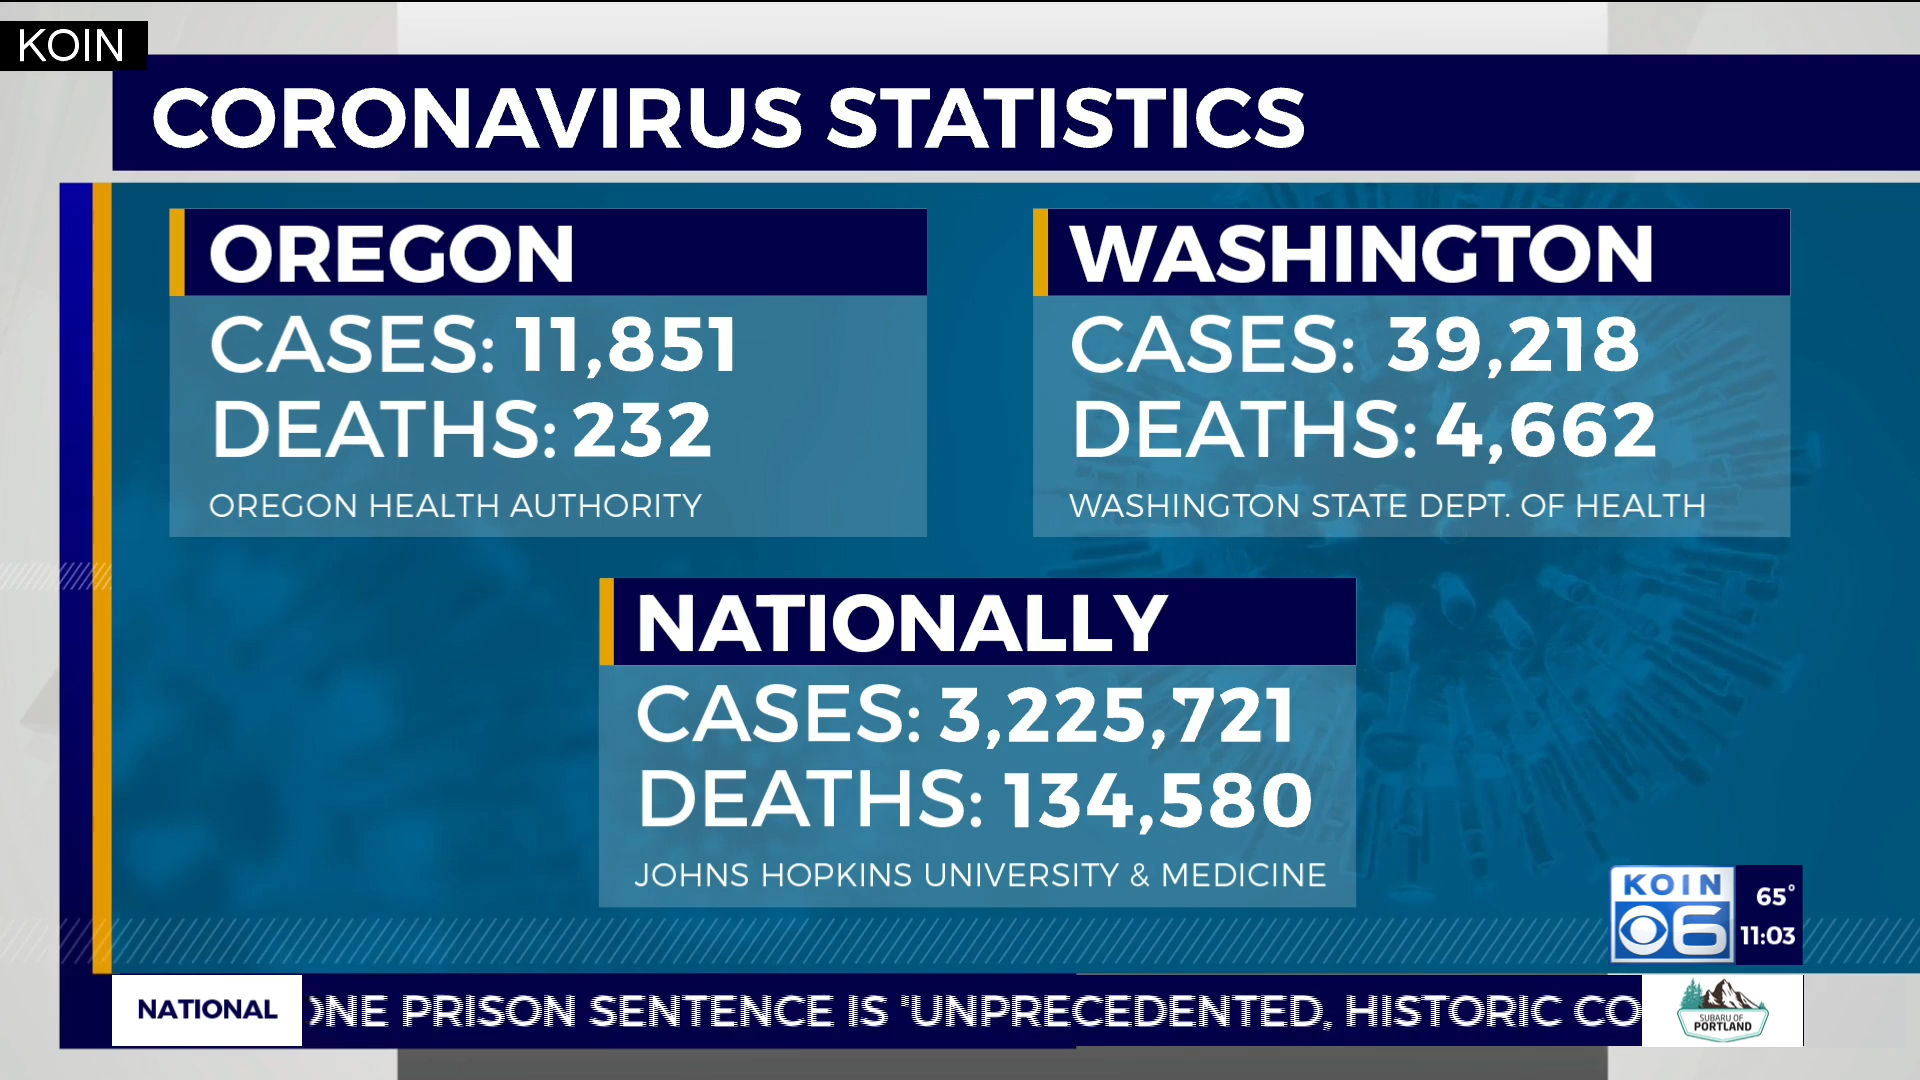 KOIN
CORONAVIRUS STATISTICS
OREGON
CASES: 11,851
DEATHS: 232
OREGON HEALTH AUTHORITY
WASHINGTON
CASES: 39,218
DEATHS: 4,662
WASHINGTON STATE DEPT. OF HEALTH
NATIONALLY
CASES: 3,225,721
DEATHS: 134,580
JOHNS HOPKINS UNIVERSITY & MEDICINE
KOIN
6
65°
11:03
NATIONAL
NE PRISON SENTENCE IS "UNPRECEDENTED, HISTORIC CO
SUBARU OF
PORTLAND